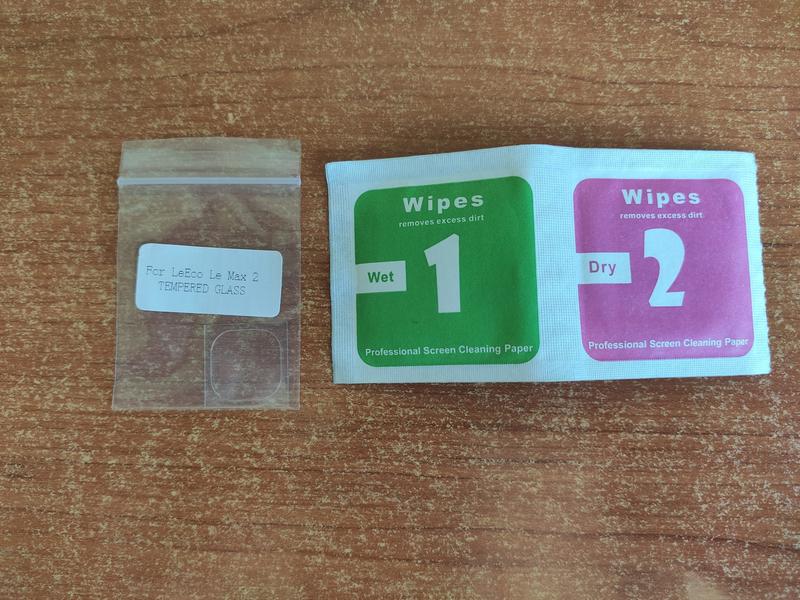 For LeEco Le Max 2
TEMPERED GLASS
Wipes
removes excess dirt
Wet
1
Professional Screen Cleaning Paper
Wipes
removes excess dirt
Dry
2
Professional Screen Cleaning Paper